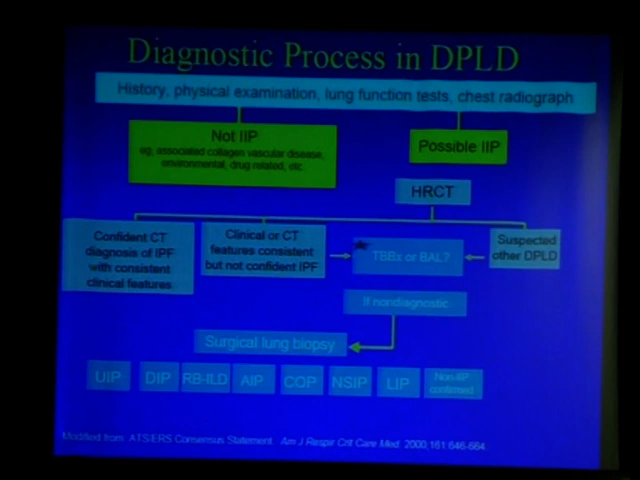 Diagnostic Process in DPLD
History, physical examination, lung function tests, chest radiograph
Not IIP
eg, associated collagen vascular disease,
environmental, drug related, etc.
Possible IIP
HRCT
Confident CT
diagnosis of IPF
with consistent
clinical features
Clinical or CT
features consistent
but not confident IPF
TBBx or BAL?
Suspected
other DPLD
If nondiagnostic
Surgical lung biopsy
UIP
DIP
RB-ILD
AIP
COP
NSIP
LIP
Non-IIP
confirmed
Modified from ATS/ERS Consensus Statement. Am J Respir Crit Care Med. 2000;161:646-664.